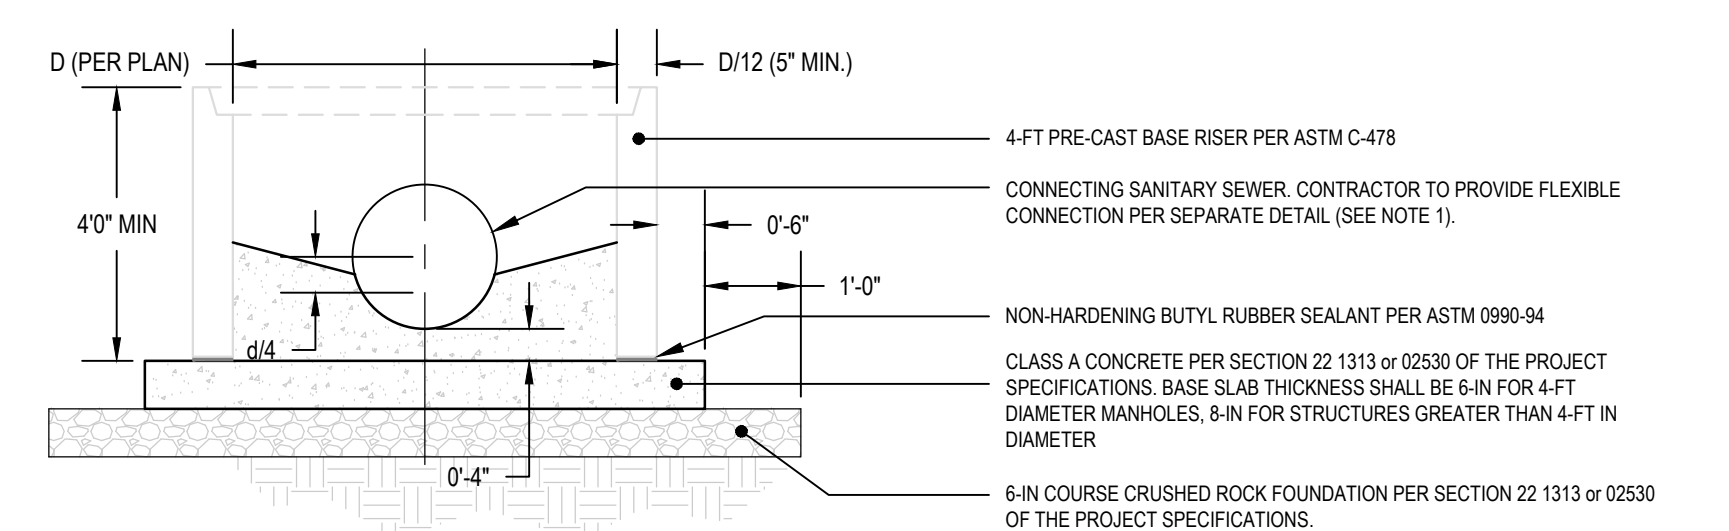 D (PER PLAN)
D/12 (5" MIN.)
4-FT PRE-CAST BASE RISER PER ASTM C-478
CONNECTING SANITARY SEWER. CONTRACTOR TO PROVIDE FLEXIBLE
CONNECTION PER SEPARATE DETAIL (SEE NOTE 1).
4'0" MIN
0'-6"
1'-0"
NON-HARDENING BUTYL RUBBER SEALANT PER ASTM 0990-94
d/4
CLASS A CONCRETE PER SECTION 22 1313 or 02530 OF THE PROJECT
SPECIFICATIONS. BASE SLAB THICKNESS SHALL BE 6-IN FOR 4-FT
DIAMETER MANHOLES, 8-IN FOR STRUCTURES GREATER THAN 4-FT IN
DIAMETER
0'-4"
6-IN COURSE CRUSHED ROCK FOUNDATION PER SECTION 22 1313 or 02530
OF THE PROJECT SPECIFICATIONS.